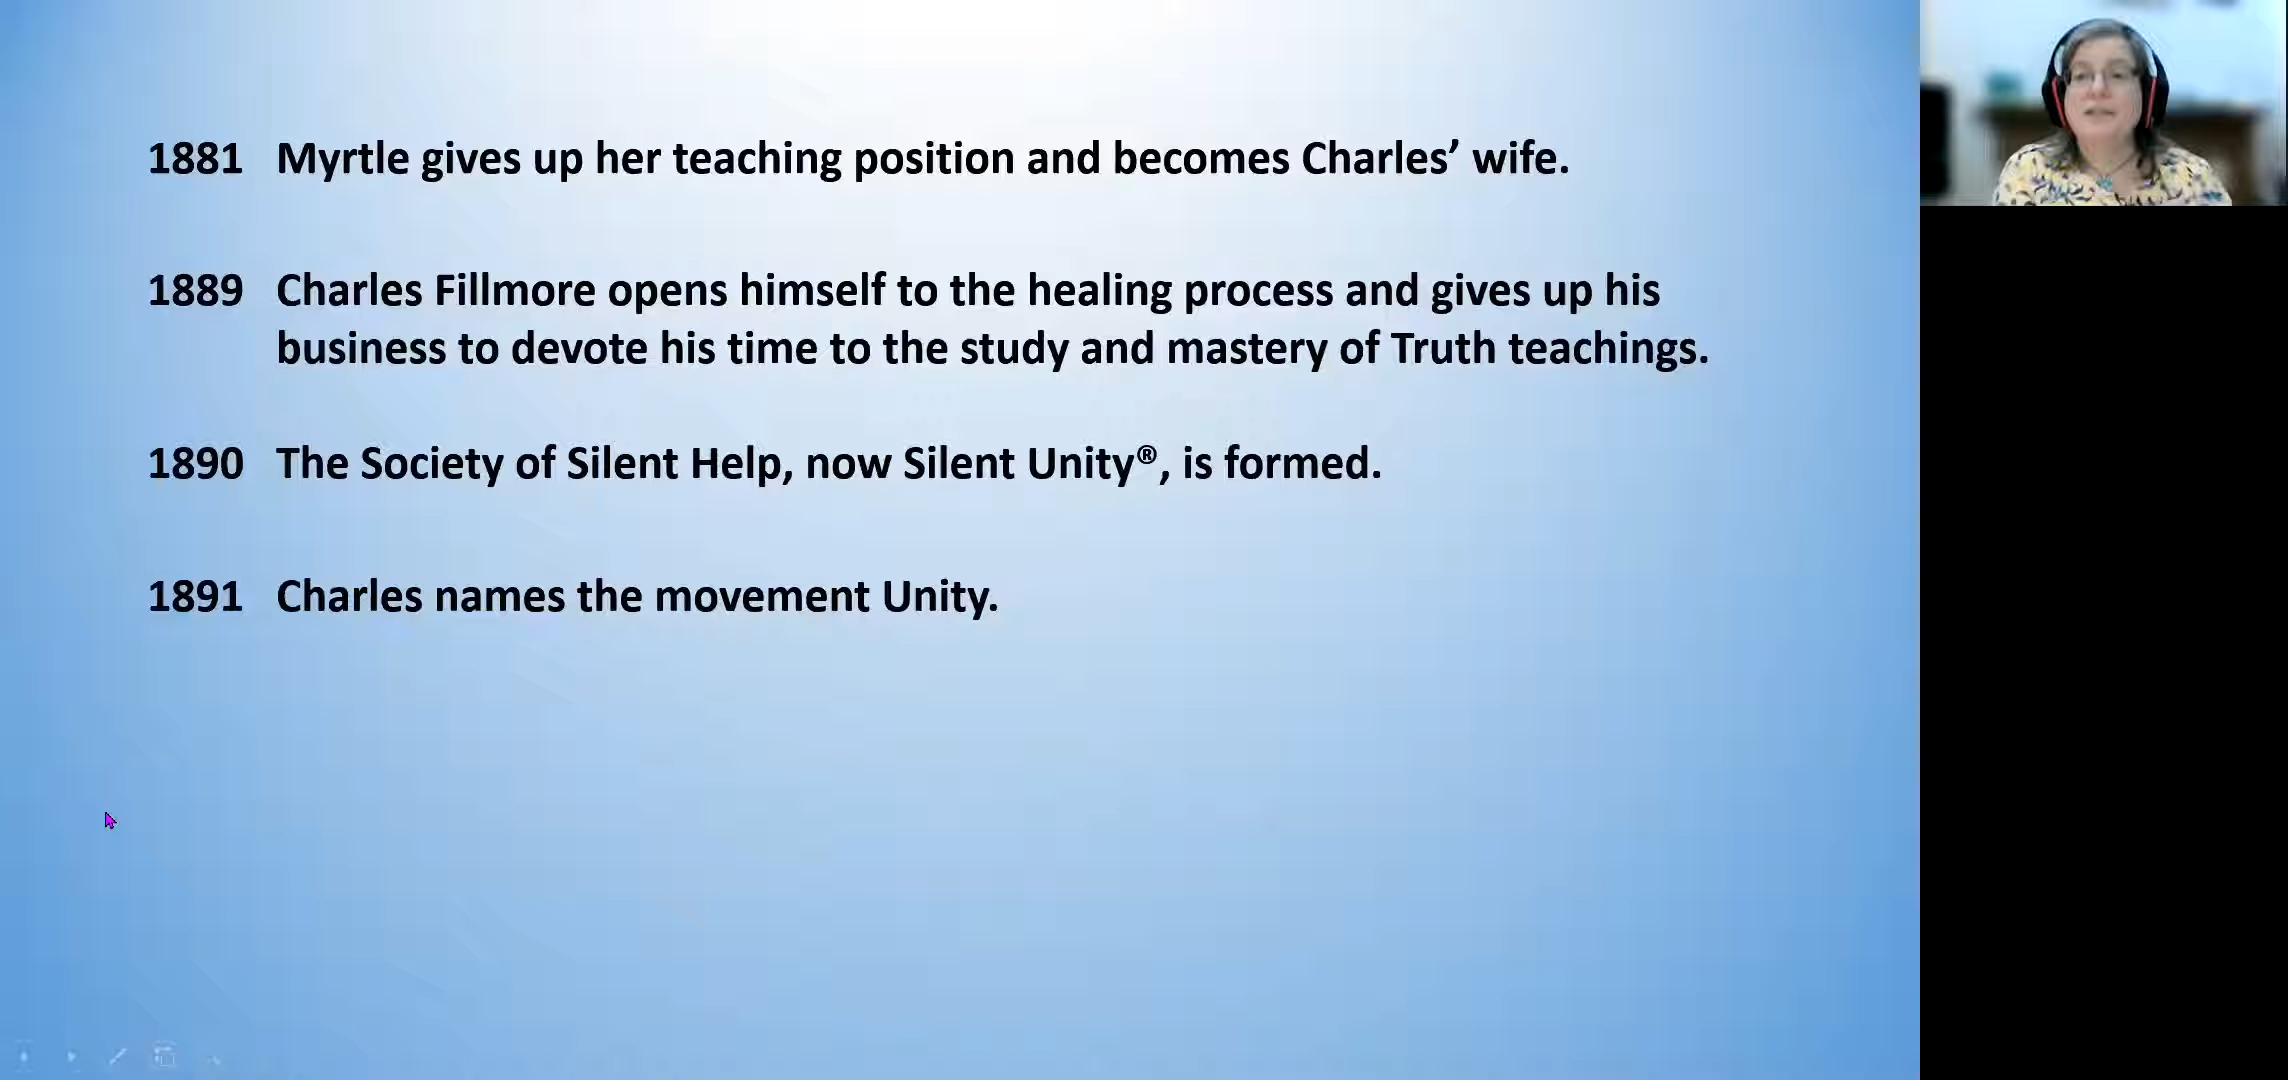 1881 Myrtle gives up her teaching position and becomes Charles’ wife.
1889 Charles Fillmore opens himself to the healing process and gives up his
business to devote his time to the study and mastery of Truth teachings.
1890 The Society of Silent Help, now Silent Unity®, is formed.
1891 Charles names the movement Unity.